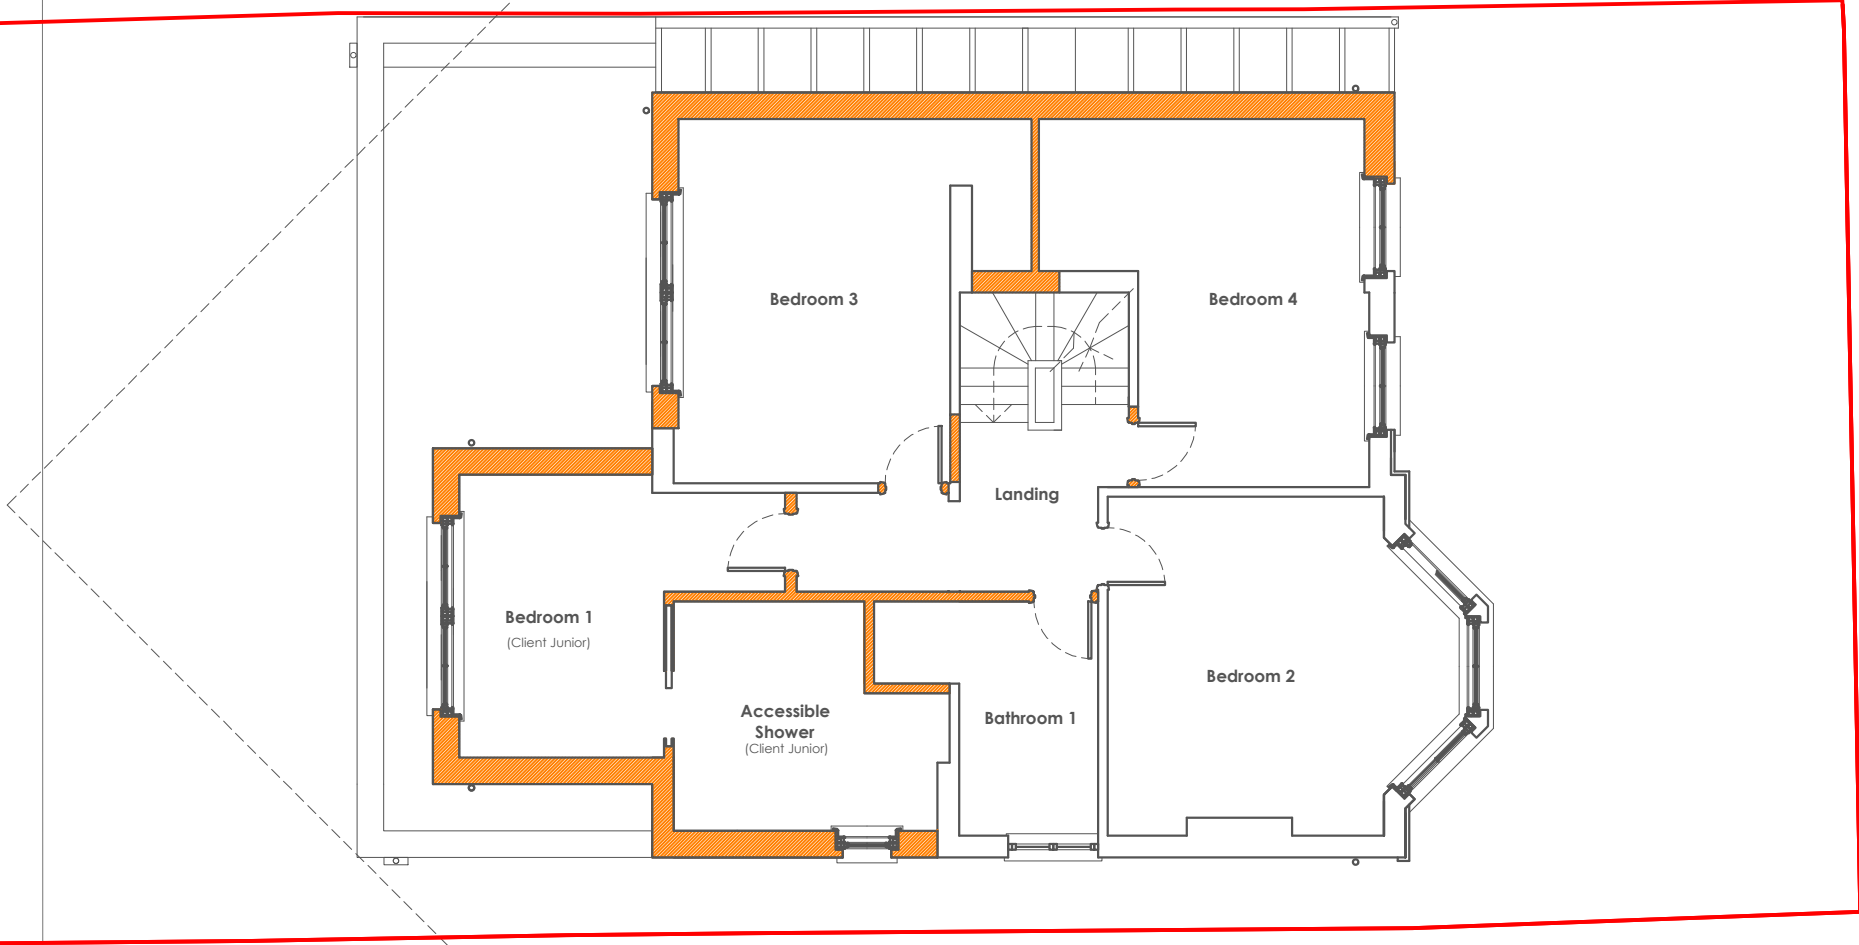 Bedroom 3
Bedroom 4
Landing
Bedroom 1
(Client Junior)
Bedroom 2
Accessible
Shower
(Client Junior)
Bathroom 1